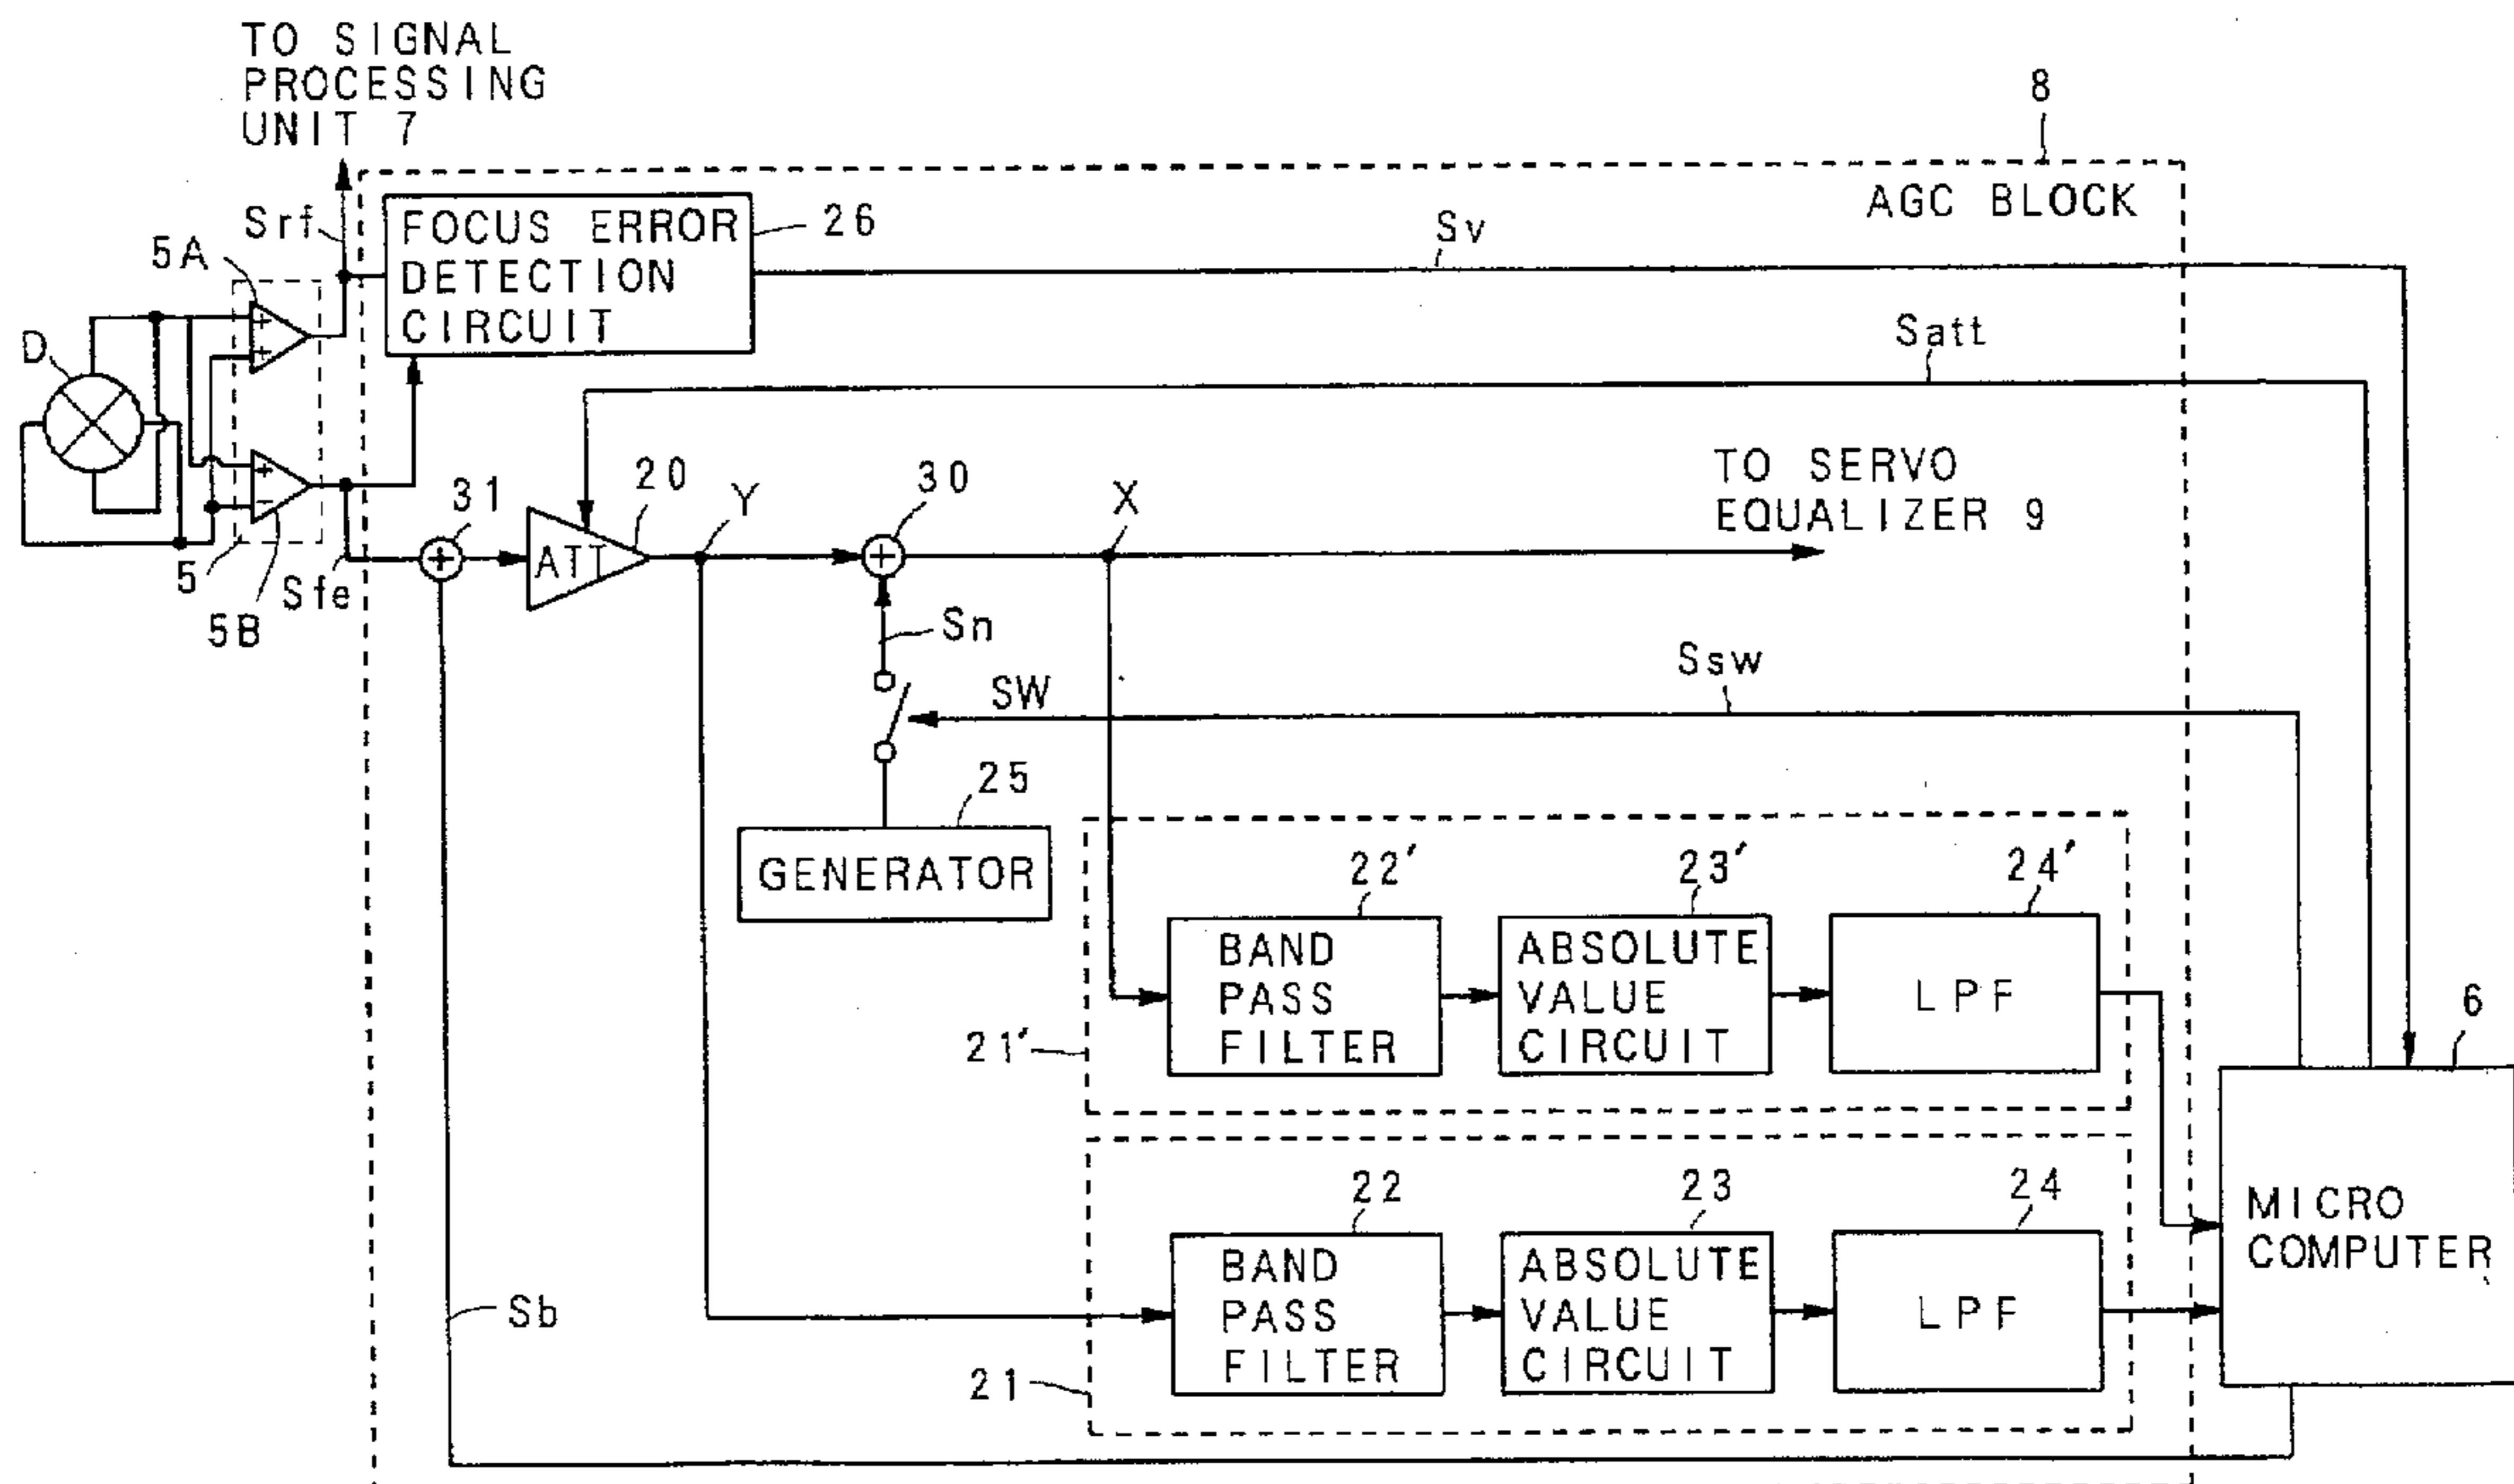 TO SIGNAL
PROCESSING
UNIT 7
8
AGC BLOCK
Srf
5A
FOCUS ERROR
DETECTION
CIRCUIT
26
Sv
D
+
+
Satt
+
-
5
5B
Sfe
31
+
ATT
20
Y
30
+
X
TO SERVO
EQUALIZER 9
Sn
SW
Ssw
25
GENERATOR
22'
23'
24'
BAND
PASS
FILTER
ABSOLUTE
VALUE
CIRCUIT
LPF
21'
6
MICRO
COMPUTER
22
23
24
BAND
PASS
FILTER
ABSOLUTE
VALUE
CIRCUIT
LPF
21
Sb